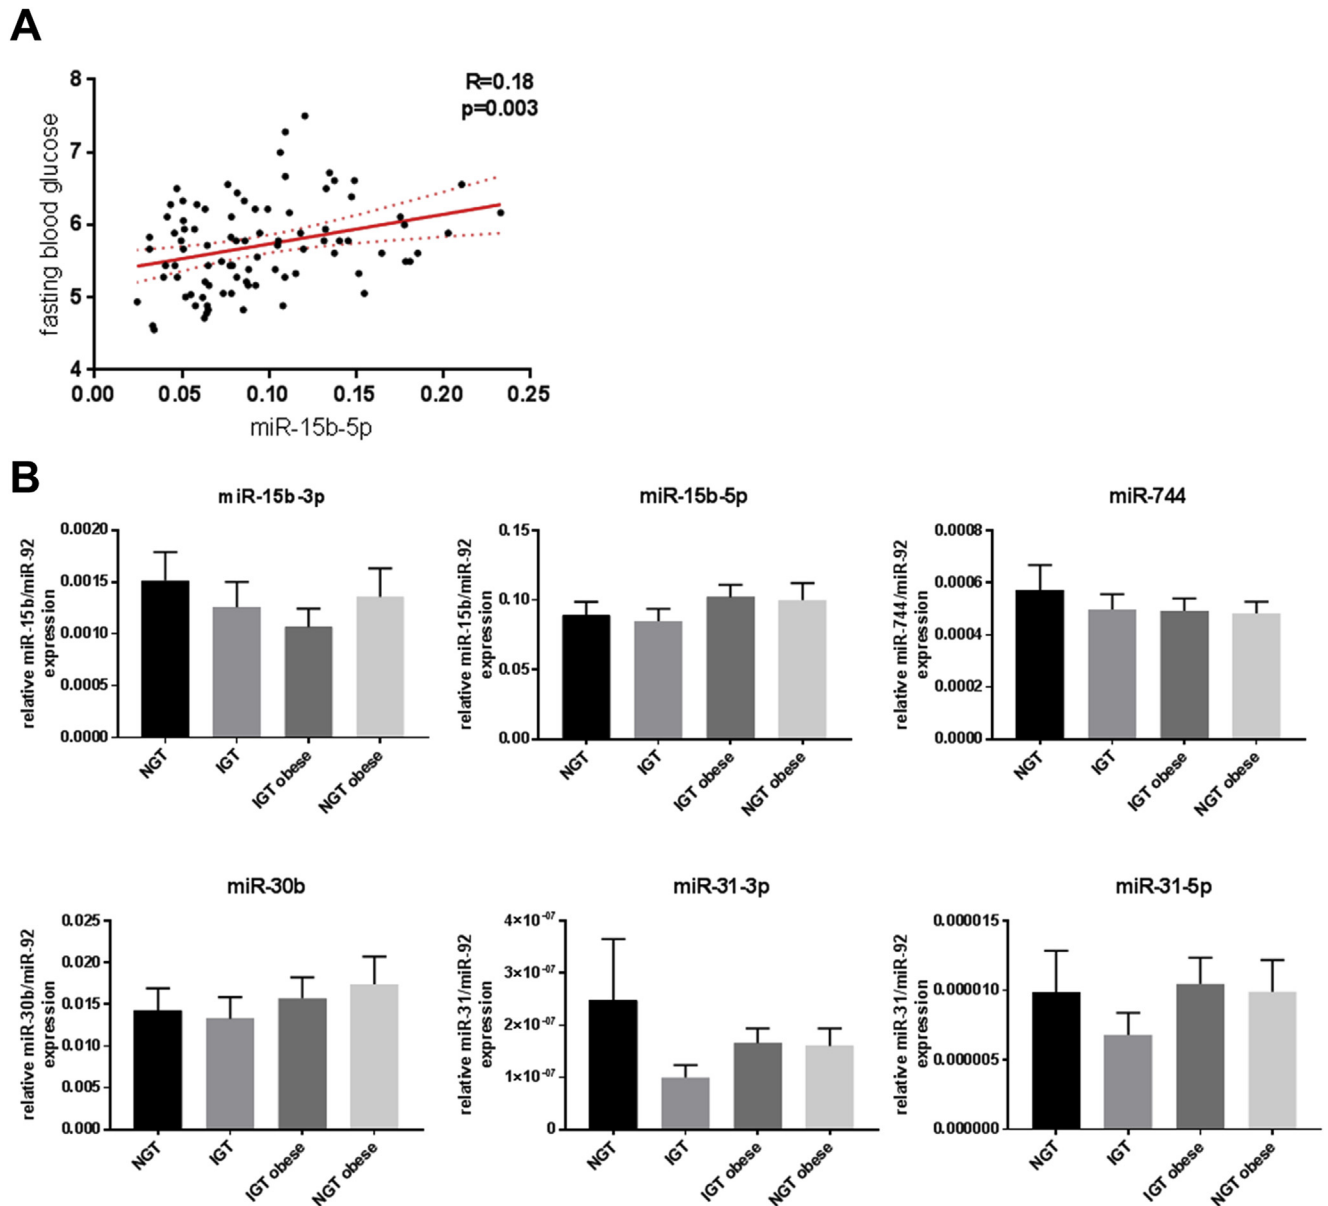 A
R=0.18
p=0.003
8
7
6
5
4
fasting blood glucose
0.00 0.05 0.10 0.15 0.20 0.25
miR-15b-5p
B
miR-15b-3p
relative miR-15b/miR-92
expression
0.0020
0.0015
0.0010
0.0005
0.0000
NGT IGT IGT obese NGT obese
miR-15b-5p
relative miR-15b/miR-92
expression
0.15
0.10
0.05
0.00
NGT IGT IGT obese NGT obese
miR-744
relative miR-744/miR-92
expression
0.0008
0.0006
0.0004
0.0002
0.0000
NGT IGT IGT obese NGT obese
miR-30b
relative miR-30b/miR-92
expression
0.025
0.020
0.015
0.010
0.005
0.000
NGT IGT IGT obese NGT obese
miR-31-3p
relative miR-31/miR-92
expression
4×10⁻⁰⁷
3×10⁻⁰⁷
2×10⁻⁰⁷
1×10⁻⁰⁷
0
NGT IGT IGT obese NGT obese
miR-31-5p
relative miR-31/miR-92
expression
0.000015
0.000010
0.000005
0.000000
NGT IGT IGT obese NGT obese